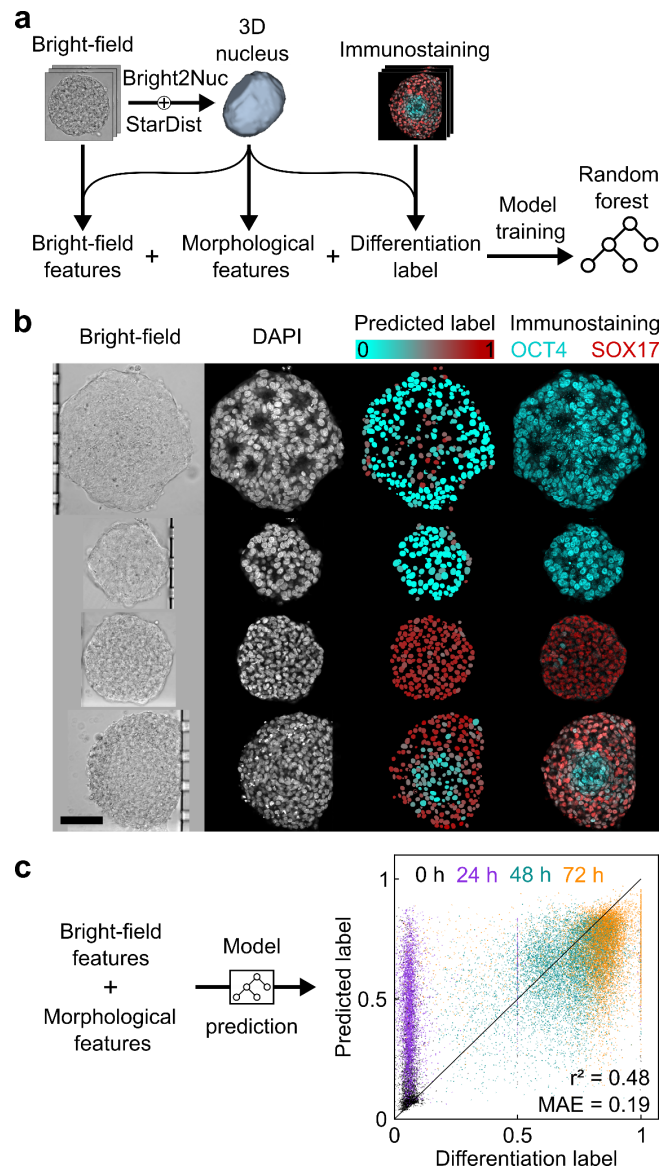 a
Bright-field
Bright2Nuc
StarDist
3D
nucleus
Immunostaining
Bright-field
features
+
Morphological
features
+
Differentiation
label
Model
training
Random
forest
b
Bright-field
DAPI
Predicted label
0 1
Immunostaining
OCT4 SOX17
c
Bright-field
features
+
Morphological
features
Model
prediction
Predicted label
1
0.5
0
0 h 24 h 48 h 72 h
r² = 0.48
MAE = 0.19
0 0.5 1
Differentiation label